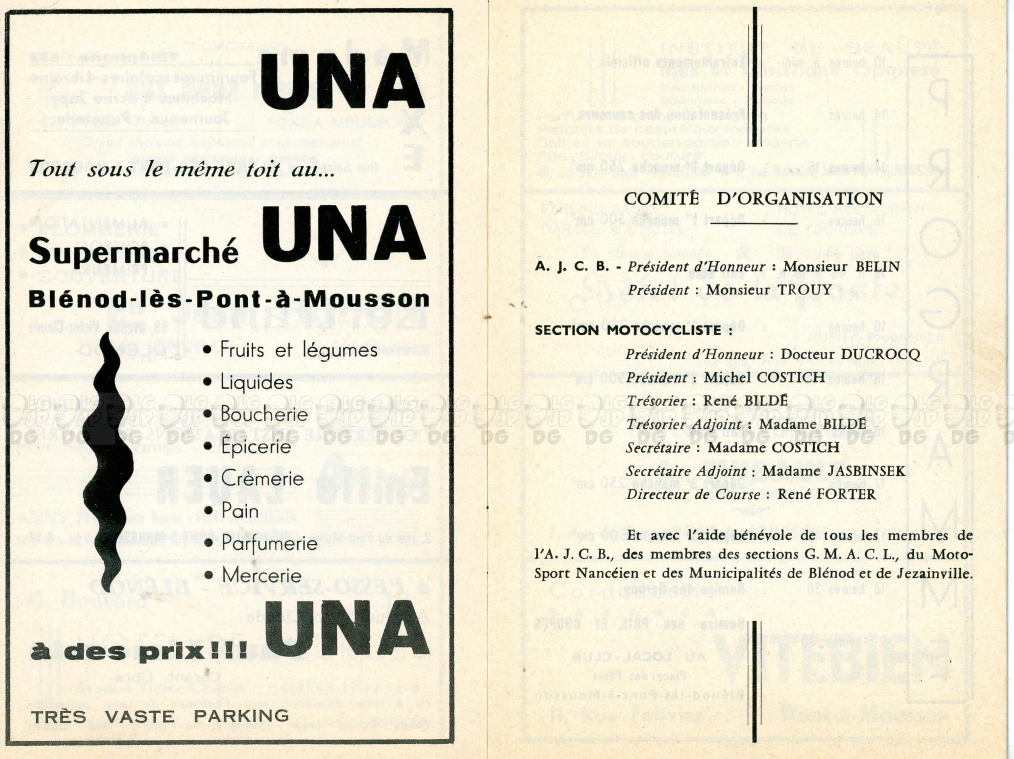 UNA
Tout sous le même toit au...
UNA
Supermarché
Blénod-lès-Pont-à-Mousson
• Fruits et légumes
• Liquides
• Boucherie
• Epicerie
• Crèmerie
• Pain
• Parfumerie
• Mercerie
UNA
à des prix!!!
TRÈS VASTE PARKING
COMITÉ D'ORGANISATION
A. J. C. B. - Président d'Honneur : Monsieur BELIN
Président : Monsieur TROUY
SECTION MOTOCYCLISTE :
Président d'Honneur : Docteur DUCROCQ
Président : Michel COSTICH
Trésorier : René BILDÉ
Trésorier Adjoint : Madame BILDÉ
Secrétaire : Madame COSTICH
Secrétaire Adjoint : Madame JASBINSEK
Directeur de Course : René FORTER
Et avec l'aide bénévole de tous les membres de
l'A. J. C. B., des membres des sections G. M. A. C. L., du Moto-
Sport Nancéien et des Municipalités de Blénod et de Jezainville.